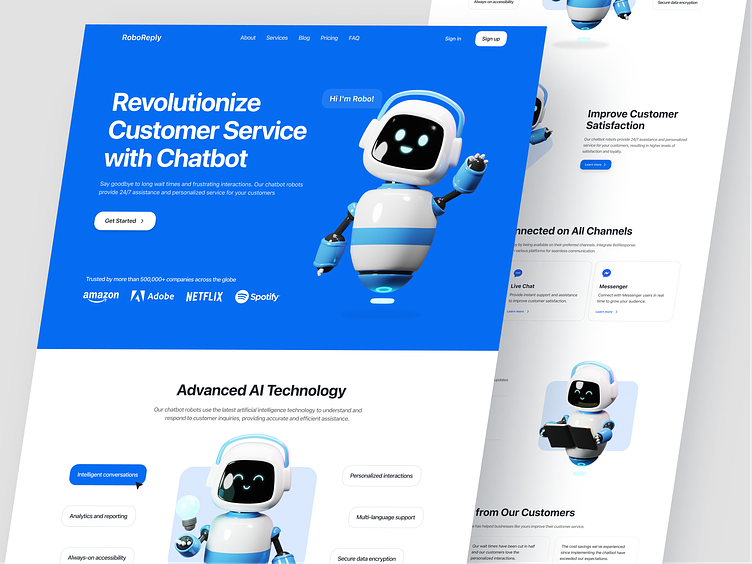 RoboReply
About Services Blog Pricing FAQ
Sign in
Sign up
Hi I'm Robo!
Revolutionize
Customer Service
with Chatbot
Say goodbye to long wait times and frustrating interactions. Our chatbot robots
provide 24/7 assistance and personalized service for your customers
Get Started
Trusted by more than 500,000+ companies across the globe
amazon
Adobe
NETFLIX
Spotify
Advanced AI Technology
Our chatbot robots use the latest artificial intelligence technology to understand and
respond to customer inquiries, providing accurate and efficient assistance.
Intelligent conversations
Analytics and reporting
Always-on accessibility
Personalized interactions
Multi-language support
Secure data encryption
Always-on accessibility
Secure data encryption
Improve Customer
Satisfaction
Our chatbot robots provide 24/7 assistance and personalized
service for your customers, resulting in higher levels of
satisfaction and loyalty.
Learn more
nnected on All Channels
by being available on their preferred channels. Integrate BotResponse
various platforms for seamless communication.
Live Chat
Provide instant support and assistance
to improve customer satisfaction.
Learn more
Messenger
Connect with Messenger users in real
time to grow your audience.
Learn more
from Our Customers
has helped businesses like yours improve their customer service.
Our wait times have been cut in half
and our customers love the
personalized interactions.
The cost savings we've experienced
since implementing the chatbot have
exceeded our expectations.